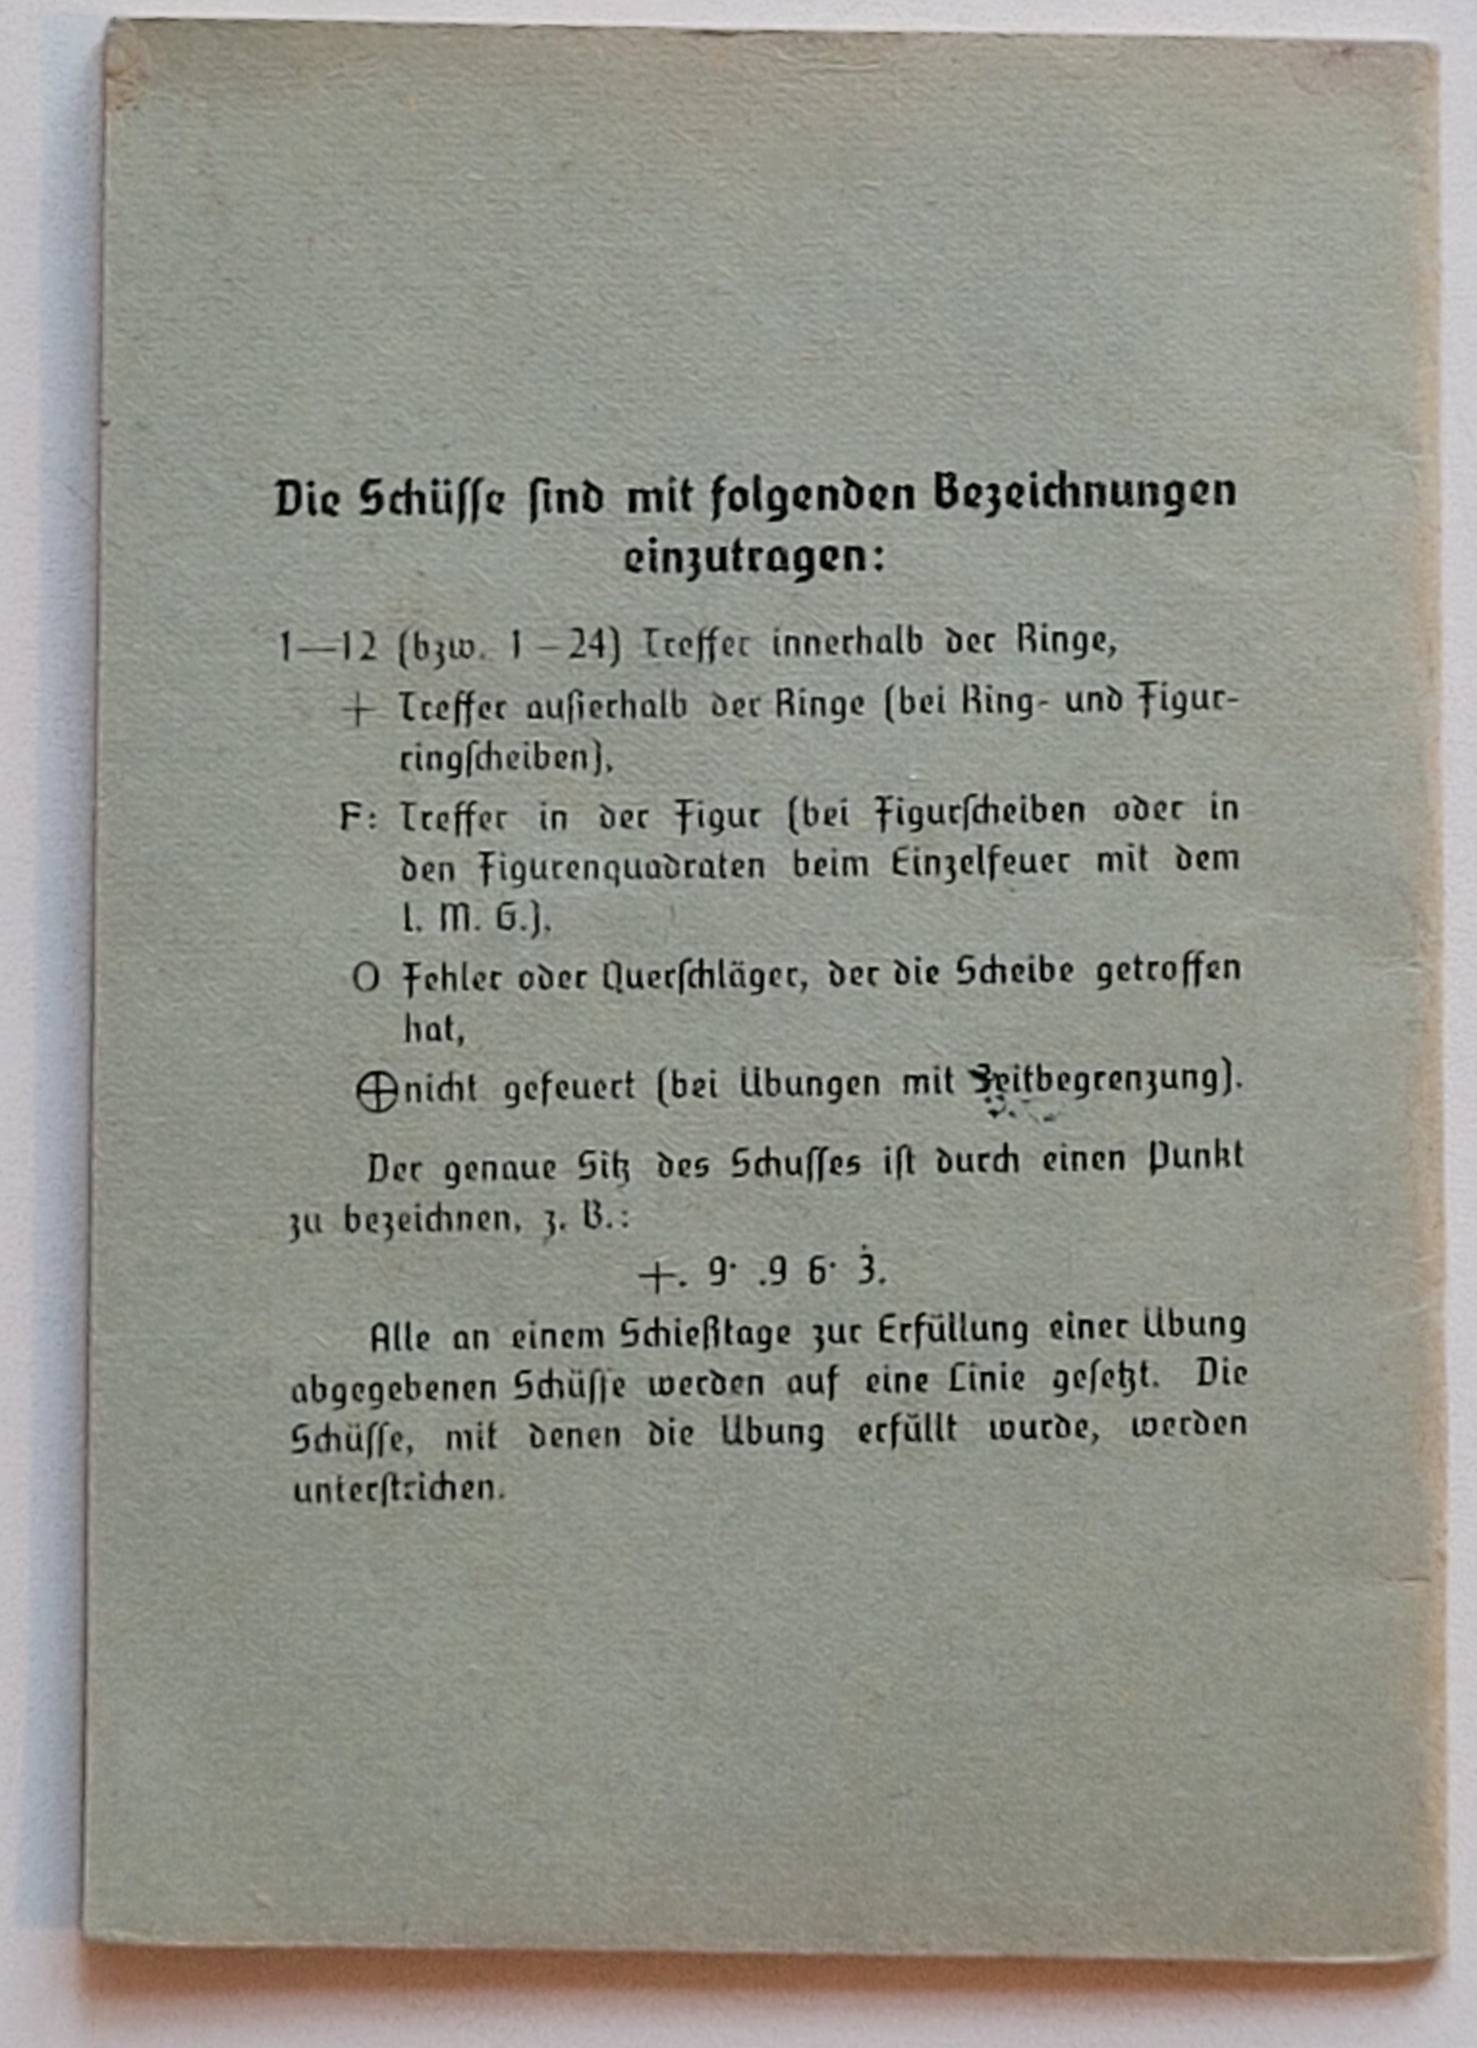 Die Schüsse sind mit folgenden Bezeichnungen
einzutragen:
1—12 (bzw. 1–24) Treffer innerhalb der Ringe,
+ Treffer außerhalb der Ringe (bei Ring- und Figur-
ringscheiben),
F: Treffer in der Figur (bei Figurscheiben oder in
den Figurenquadraten beim Einzelfeuer mit dem
l. M. G.),
O Fehler oder Querschläger, der die Scheibe getroffen
hat,
⊕ nicht gefeuert (bei Übungen mit Zeitbegrenzung).
Der genaue Sitz des Schusses ist durch einen Punkt
zu bezeichnen, z. B.:
+. 9· .9 6· 3̇.
Alle an einem Schießtage zur Erfüllung einer Übung
abgegebenen Schüsse werden auf eine Linie gesetzt. Die
Schüsse, mit denen die Übung erfüllt wurde, werden
unterstrichen.